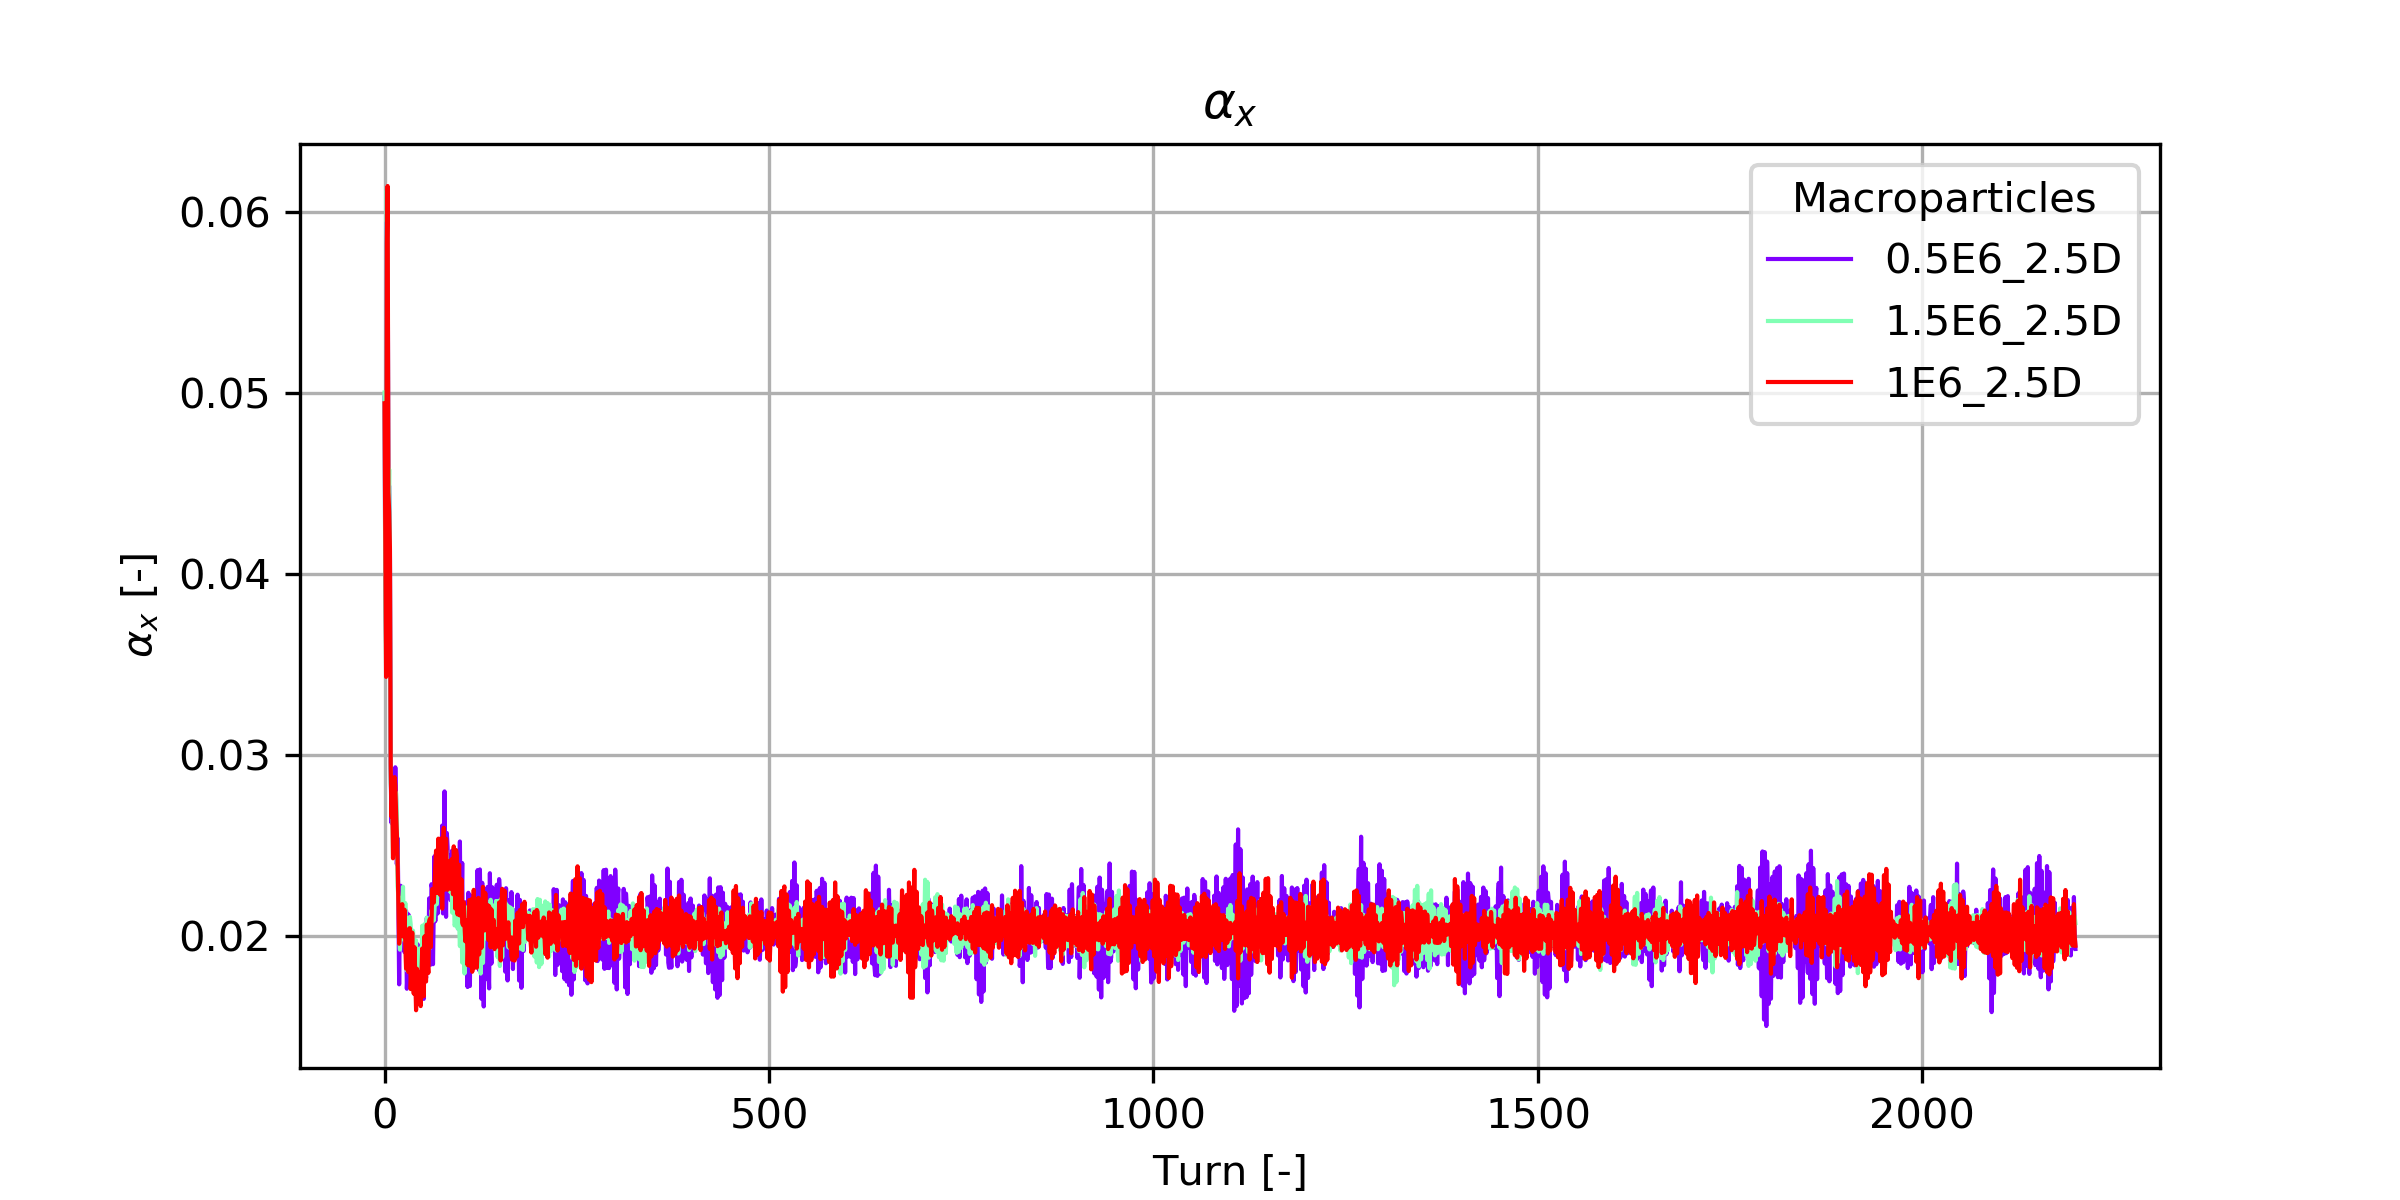 αx
0.06
0.05
0.04
0.03
0.02
αx [-]
0
500
1000
1500
2000
Turn [-]
Macroparticles
0.5E6_2.5D
1.5E6_2.5D
1E6_2.5D